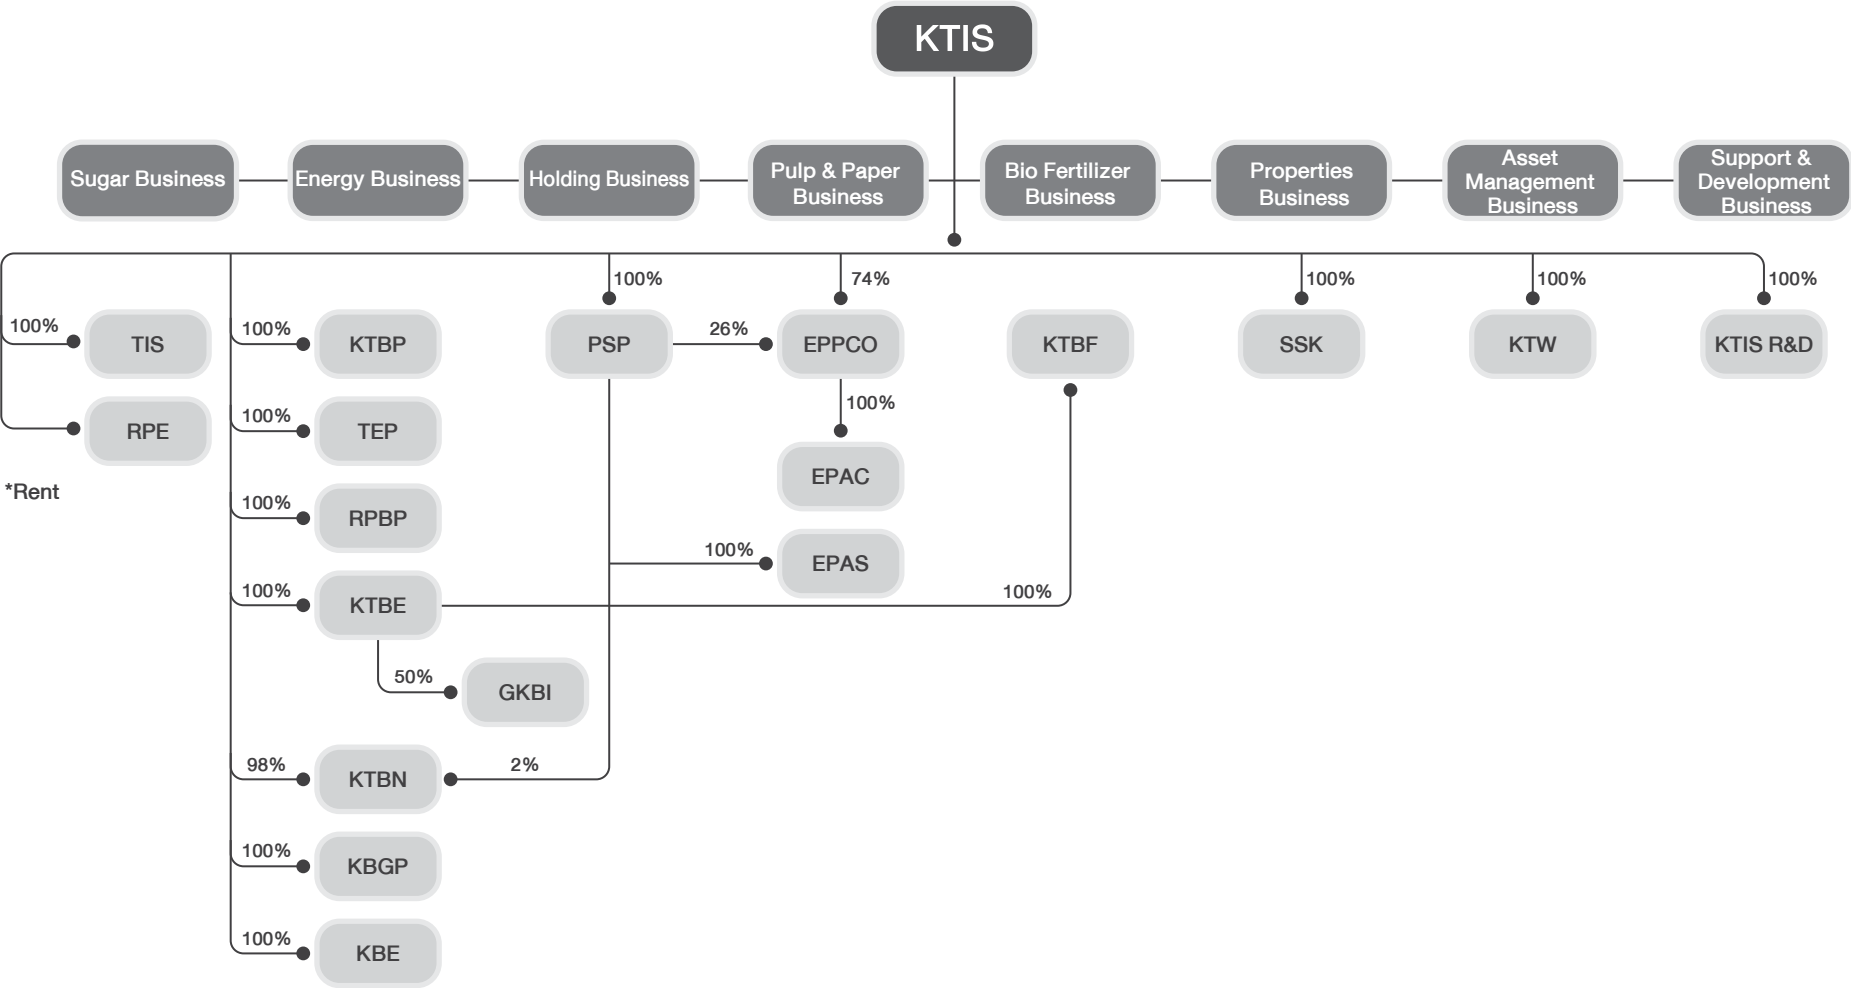 KTIS
Sugar Business
Energy Business
Holding Business
Pulp & Paper
Business
Bio Fertilizer
Business
Properties
Business
Asset
Management
Business
Support &
Development
Business
100%
74%
100%
100%
100%
100%
TIS
100%
KTBP
PSP
26%
EPPCO
KTBF
SSK
KTW
KTIS R&D
RPE
100%
TEP
100%
EPAC
*Rent
100%
RPBP
100%
EPAS
100%
KTBE
100%
50%
GKBI
98%
KTBN
2%
100%
KBGP
100%
KBE